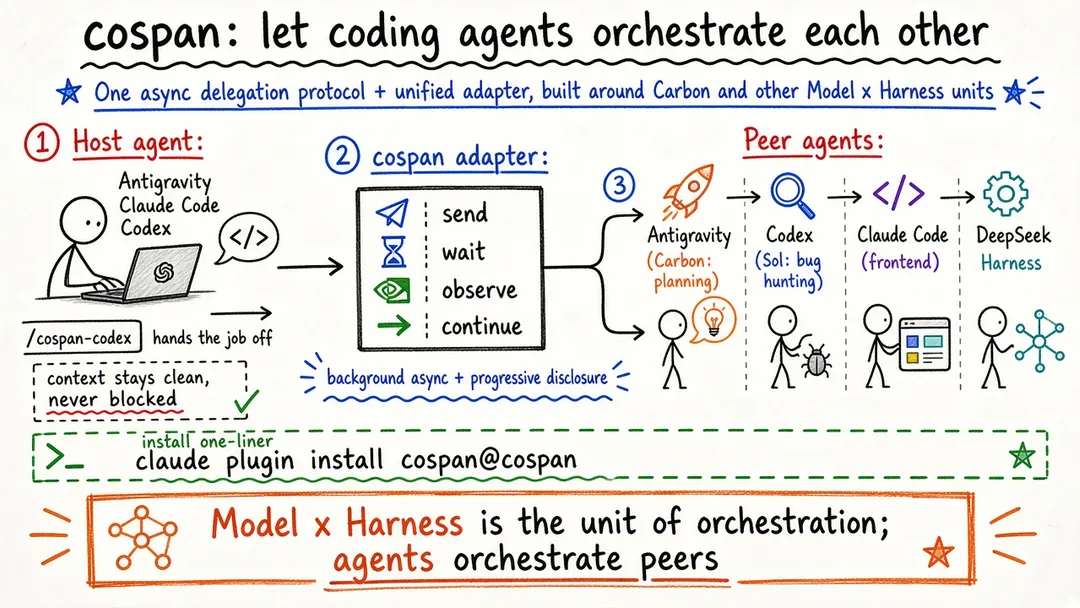 cospan: let coding agents orchestrate each other
One async delegation protocol + unified adapter, built around Carbon and other Model x Harness units
1 Host agent:
Antigravity
Claude Code
Codex
</>
/cospan-codex hands the job off
context stays clean,
never blocked
2 cospan adapter:
send
wait
observe
continue
background async + progressive disclosure
3
Peer agents:
</>
Antigravity
(Carbon:
planning)
Codex
(Sol: bug
hunting)
Claude Code
(frontend)
DeepSeek
Harness
install one-liner
>_ claude plugin install cospan@cospan
Model x Harness is the unit of orchestration;
agents orchestrate peers